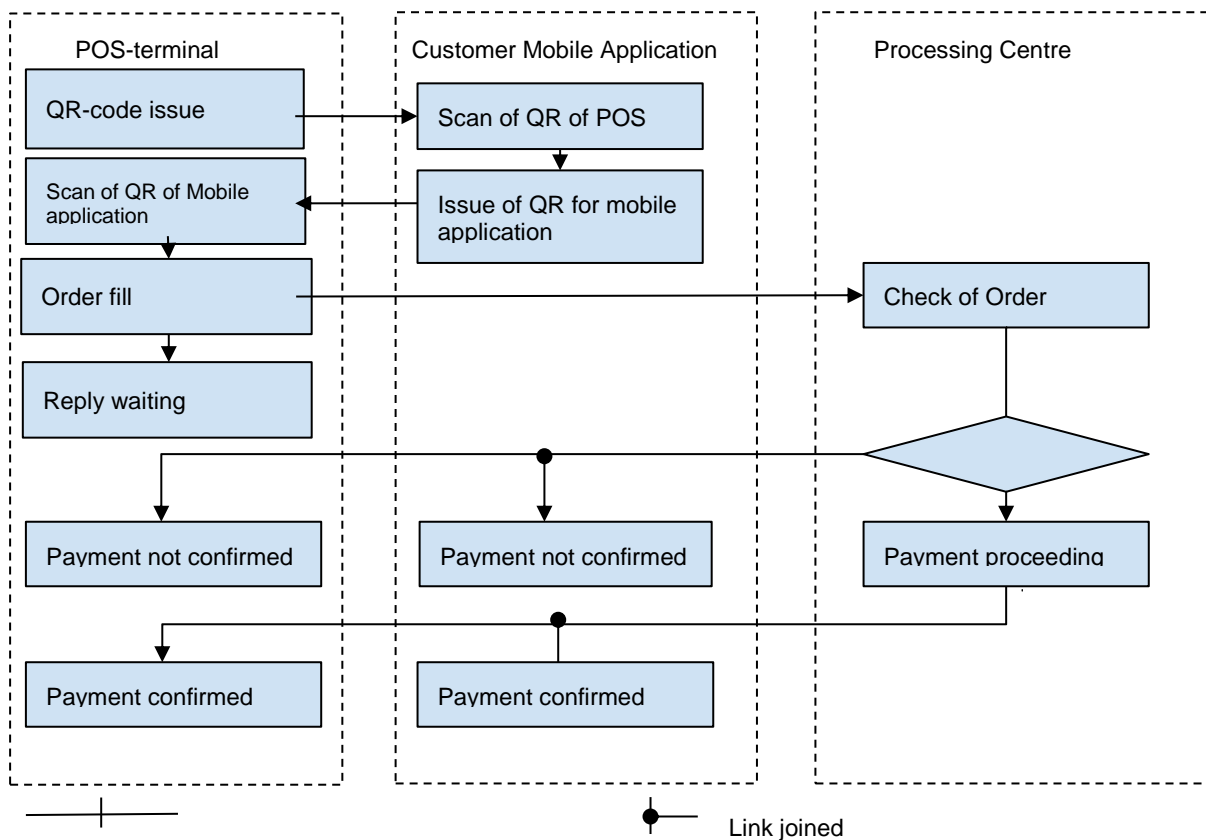 POS-terminal
Customer Mobile Application
Processing Centre
QR-code issue
Scan of QR of POS
Scan of QR of Mobile
application
Issue of QR for mobile
application
Order fill
Check of Order
Reply waiting
Payment not confirmed
Payment not confirmed
Payment proceeding
Payment confirmed
Payment confirmed
Link joined